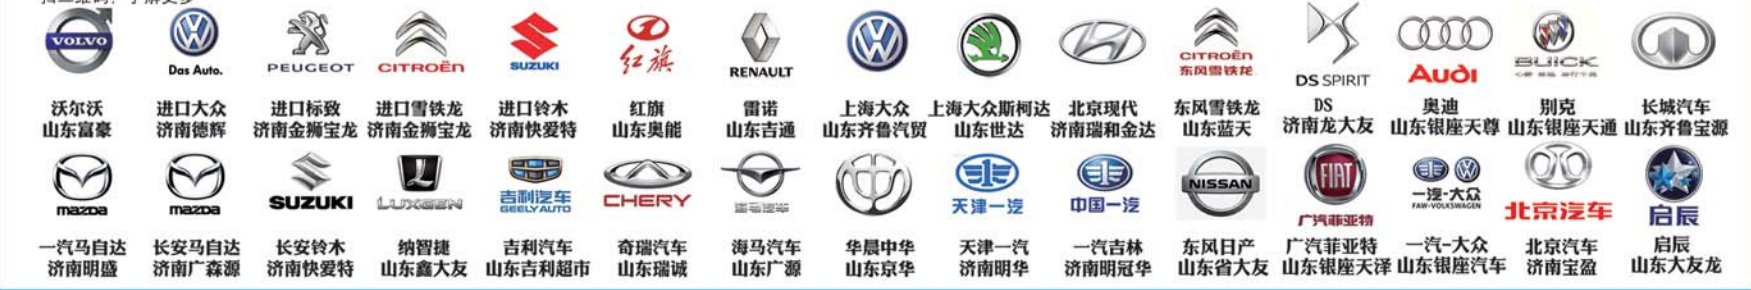 VOLVO
沃尔沃
山东富豪
Das Auto.
进口大众
济南德辉
PEUGEOT
进口标致
济南金狮宝龙
CITROËN
进口雪铁龙
济南金狮宝龙
SUZUKI
进口铃木
济南快爱特
红旗
红旗
山东奥能
RENAULT
雷诺
山东吉通
上海大众
山东齐鲁汽贸
上海大众斯柯达
山东世达
北京现代
济南瑞和金达
CITROËN
东风雪铁龙
东风雪铁龙
山东蓝天
DS SPIRIT
DS
济南龙大友
Audi
奥迪
山东银座天尊
BUICK
别克
山东银座天通
长城汽车
山东齐鲁宝源
mazda
一汽马自达
济南明盛
mazda
长安马自达
济南广森源
SUZUKI
长安铃木
济南快爱特
LUXGEN
纳智捷
山东鑫大友
吉利汽车
GEELY AUTO
吉利汽车
山东吉利超市
CHERY
奇瑞汽车
山东瑞诚
海马汽车
海马汽车
山东广源
华晨中华
山东京华
天津一汽
天津一汽
济南明华
中国一汽
一汽吉林
济南明冠华
NISSAN
东风日产
山东省大友
FIAT
广汽菲亚特
广汽菲亚特
山东银座天泽
一汽-大众
FAW-VOLKSWAGEN
一汽-大众
山东银座汽车
北京汽车
北京汽车
济南宝盈
启辰
启辰
山东大友龙